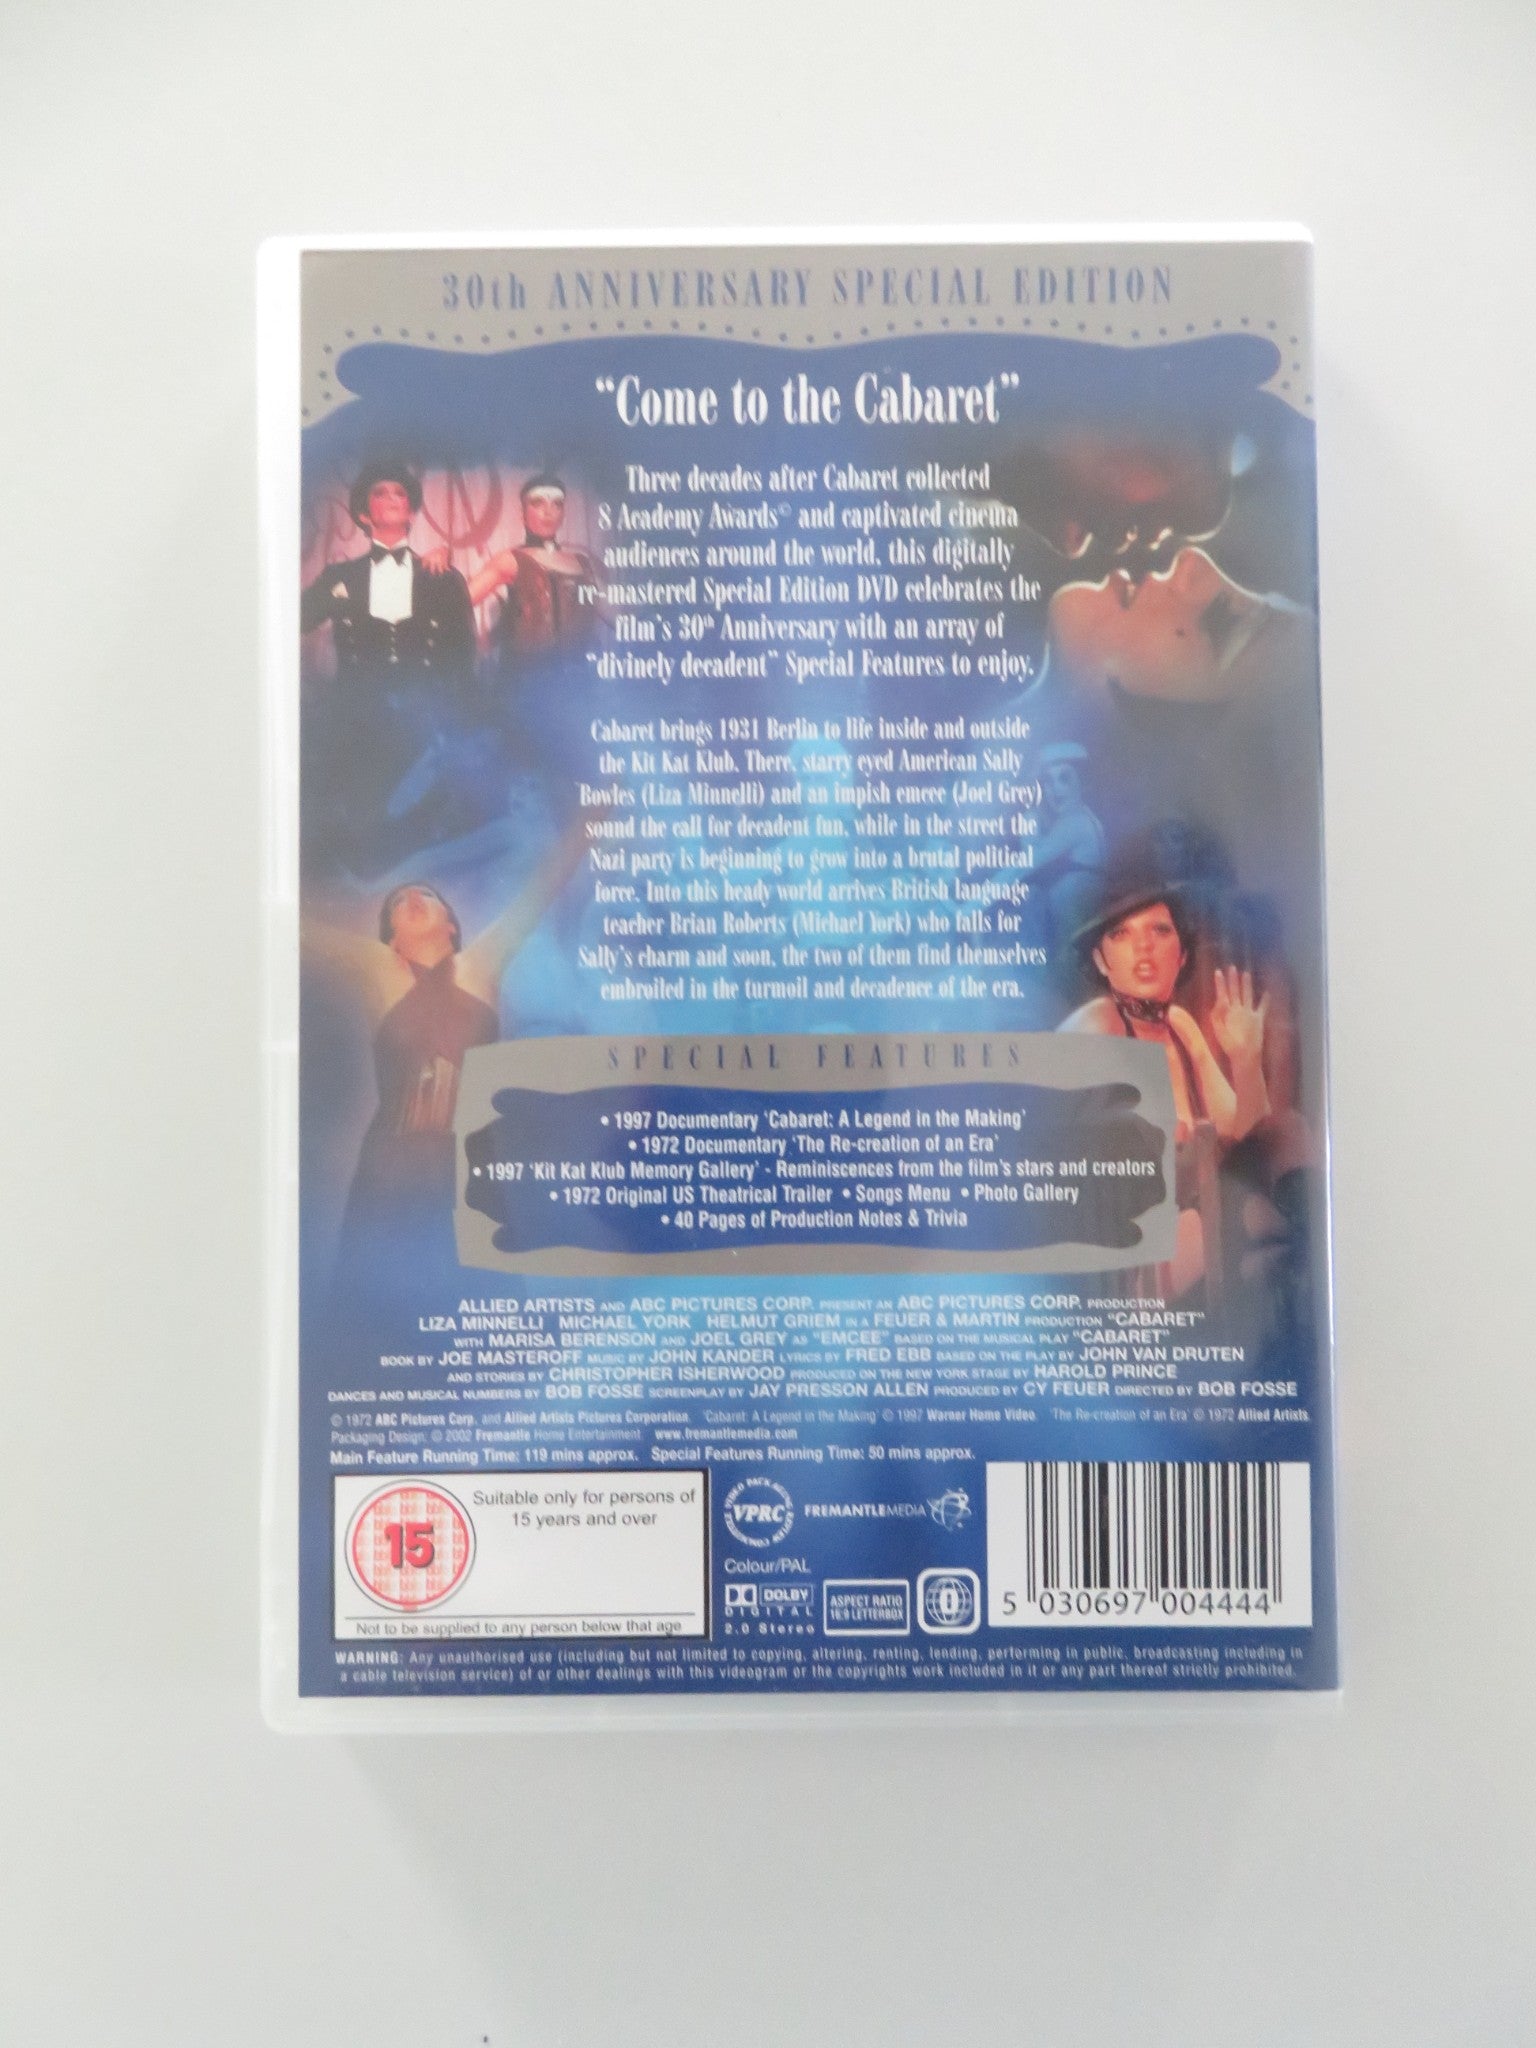 30th ANNIVERSARY SPECIAL EDITION
“Come to the Cabaret”
Three decades after Cabaret collected
8 Academy Awards© and captivated cinema
audiences around the world, this digitally
re-mastered Special Edition DVD celebrates the
film's 30th Anniversary with an array of
“divinely decadent” Special Features to enjoy.
Cabaret brings 1931 Berlin to life inside and outside
the Kit Kat Klub. There, starry eyed American Sally
Bowles (Liza Minnelli) and an impish emcee (Joel Grey)
sound the call for decadent fun, while in the street the
Nazi party is beginning to grow into a brutal political
force. Into this heady world arrives British language
teacher Brian Roberts (Michael York) who falls for
Sally's charm and soon, the two of them find themselves
embroiled in the turmoil and decadence of the era.
SPECIAL FEATURES
• 1997 Documentary 'Cabaret: A Legend in the Making'
• 1972 Documentary 'The Re-creation of an Era'
• 1997 'Kit Kat Klub Memory Gallery' - Reminiscences from the film's stars and creators
• 1972 Original US Theatrical Trailer • Songs Menu • Photo Gallery
• 40 Pages of Production Notes & Trivia
ALLIED ARTISTS AND ABC PICTURES CORP. PRESENT AN ABC PICTURES CORP. PRODUCTION
LIZA MINNELLI MICHAEL YORK HELMUT GRIEM IN A FEUER & MARTIN PRODUCTION "CABARET"
WITH MARISA BERENSON AND JOEL GREY AS "EMCEE" BASED ON THE MUSICAL PLAY "CABARET"
BOOK BY JOE MASTEROFF MUSIC BY JOHN KANDER LYRICS BY FRED EBB BASED ON THE PLAY BY JOHN VAN DRUTEN
AND STORIES BY CHRISTOPHER ISHERWOOD PRODUCED ON THE NEW YORK STAGE BY HAROLD PRINCE
DANCES AND MUSICAL NUMBERS BY BOB FOSSE SCREENPLAY BY JAY PRESSON ALLEN PRODUCED BY CY FEUER DIRECTED BY BOB FOSSE
© 1972 ABC Pictures Corp. and Allied Artists Pictures Corporation. 'Cabaret: A Legend in the Making' © 1997 Warner Home Video. 'The Re-creation of an Era' © 1972 Allied Artists.
Packaging Design: © 2002 Fremantle Home Entertainment www.fremantlemedia.com
Main Feature Running Time: 119 mins approx. Special Features Running Time: 50 mins approx.
15
Suitable only for persons of
15 years and over
Not to be supplied to any person below that age
VIDEO PACKAGING REVIEW COMMITTEE
VPRC
FREMANTLEMEDIA
Colour/PAL
DOLBY
DIGITAL
2.0 Stereo
ASPECT RATIO
16:9 LETTERBOX
0
5 030697 004444
WARNING: Any unauthorised use (including but not limited to copying, altering, renting, lending, performing in public, broadcasting including in
a cable television service) of or other dealings with this videogram or the copyrights work included in it or any part thereof strictly prohibited.